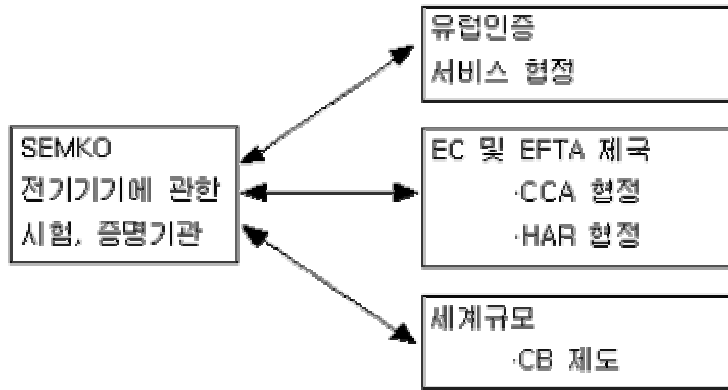 유럽인증
서비스 협정
SEMKO
전기기기에 관한
시험, 증명기관
EC 및 EFTA 제국
·CCA 협정
·HAR 협정
세계규모
·CB 제도